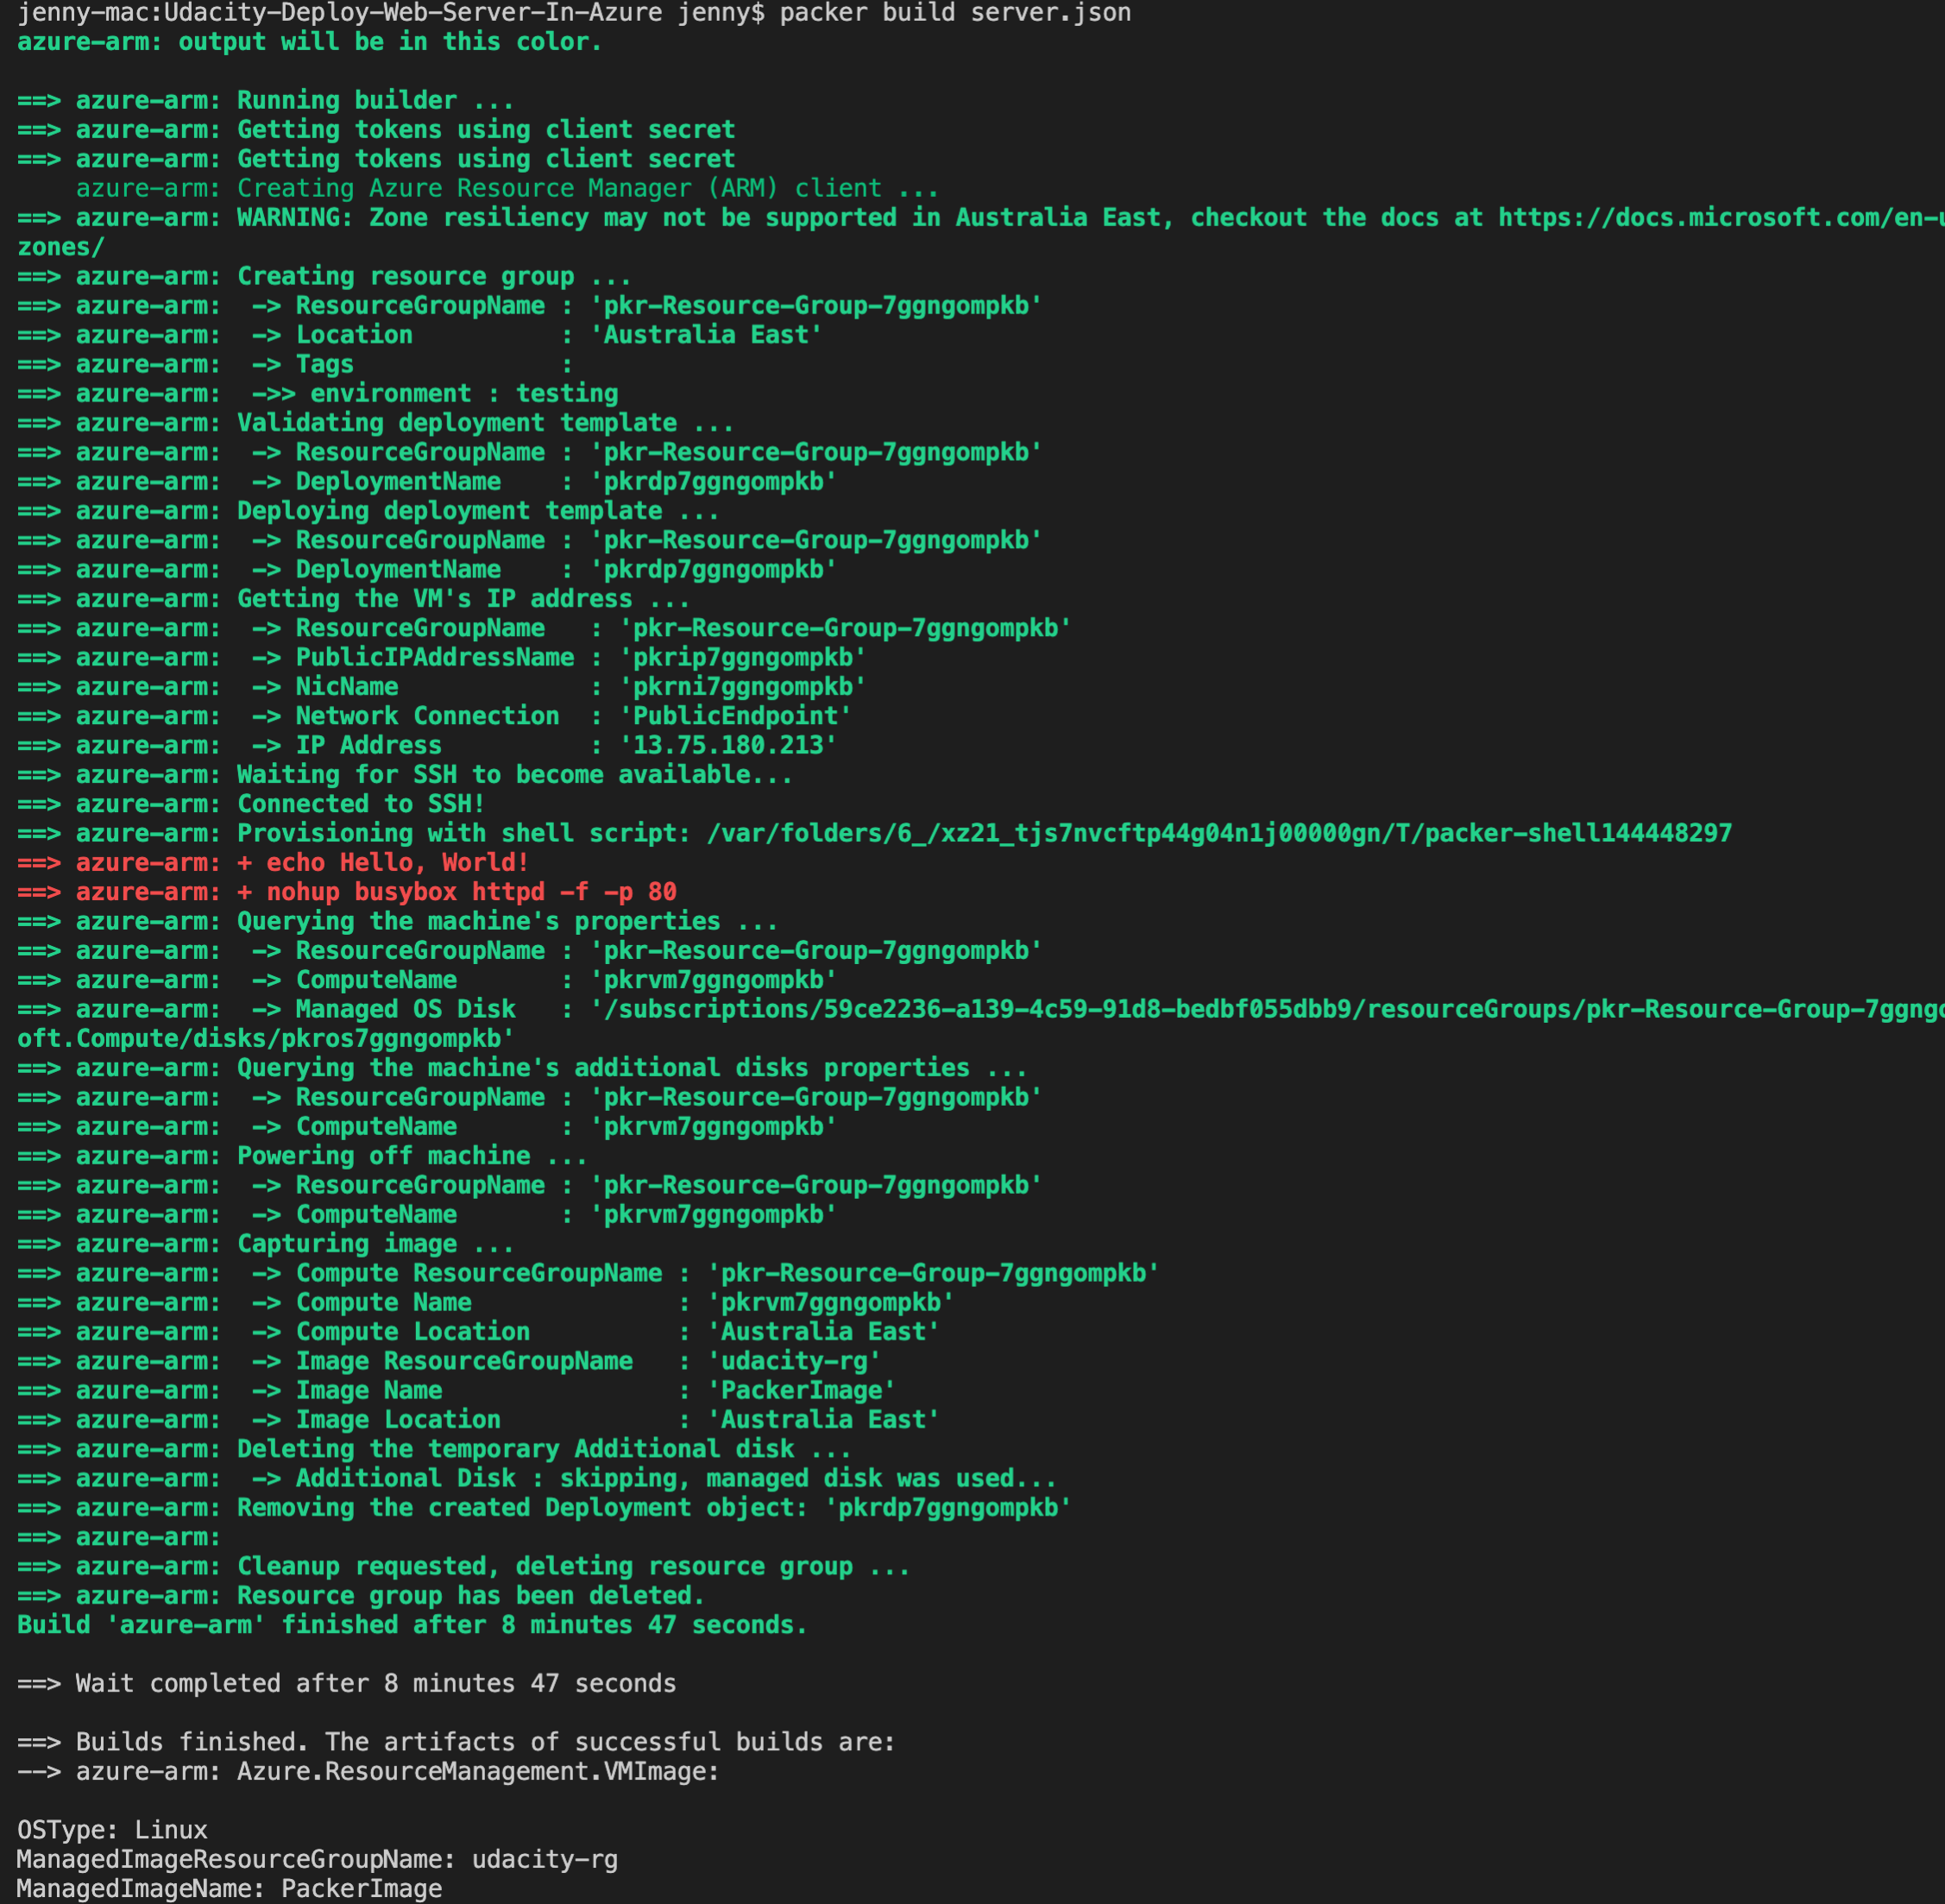 jenny-mac:Udacity-Deploy-Web-Server-In-Azure jenny$ packer build server.json
azure-arm: output will be in this color.

==> azure-arm: Running builder ...
==> azure-arm: Getting tokens using client secret
==> azure-arm: Getting tokens using client secret
    azure-arm: Creating Azure Resource Manager (ARM) client ...
==> azure-arm: WARNING: Zone resiliency may not be supported in Australia East, checkout the docs at https://docs.microsoft.com/en-u
zones/
==> azure-arm: Creating resource group ...
==> azure-arm:  -> ResourceGroupName : 'pkr-Resource-Group-7ggngompkb'
==> azure-arm:  -> Location          : 'Australia East'
==> azure-arm:  -> Tags              :
==> azure-arm:  ->> environment : testing
==> azure-arm: Validating deployment template ...
==> azure-arm:  -> ResourceGroupName : 'pkr-Resource-Group-7ggngompkb'
==> azure-arm:  -> DeploymentName    : 'pkrdp7ggngompkb'
==> azure-arm: Deploying deployment template ...
==> azure-arm:  -> ResourceGroupName : 'pkr-Resource-Group-7ggngompkb'
==> azure-arm:  -> DeploymentName    : 'pkrdp7ggngompkb'
==> azure-arm: Getting the VM's IP address ...
==> azure-arm:  -> ResourceGroupName   : 'pkr-Resource-Group-7ggngompkb'
==> azure-arm:  -> PublicIPAddressName : 'pkrip7ggngompkb'
==> azure-arm:  -> NicName             : 'pkrni7ggngompkb'
==> azure-arm:  -> Network Connection  : 'PublicEndpoint'
==> azure-arm:  -> IP Address          : '13.75.180.213'
==> azure-arm: Waiting for SSH to become available...
==> azure-arm: Connected to SSH!
==> azure-arm: Provisioning with shell script: /var/folders/6_/xz21_tjs7nvcftp44g04n1j00000gn/T/packer-shell144448297
==> azure-arm: + echo Hello, World!
==> azure-arm: + nohup busybox httpd -f -p 80
==> azure-arm: Querying the machine's properties ...
==> azure-arm:  -> ResourceGroupName : 'pkr-Resource-Group-7ggngompkb'
==> azure-arm:  -> ComputeName       : 'pkrvm7ggngompkb'
==> azure-arm:  -> Managed OS Disk   : '/subscriptions/59ce2236-a139-4c59-91d8-bedbf055dbb9/resourceGroups/pkr-Resource-Group-7ggngo
oft.Compute/disks/pkros7ggngompkb'
==> azure-arm: Querying the machine's additional disks properties ...
==> azure-arm:  -> ResourceGroupName : 'pkr-Resource-Group-7ggngompkb'
==> azure-arm:  -> ComputeName       : 'pkrvm7ggngompkb'
==> azure-arm: Powering off machine ...
==> azure-arm:  -> ResourceGroupName : 'pkr-Resource-Group-7ggngompkb'
==> azure-arm:  -> ComputeName       : 'pkrvm7ggngompkb'
==> azure-arm: Capturing image ...
==> azure-arm:  -> Compute ResourceGroupName : 'pkr-Resource-Group-7ggngompkb'
==> azure-arm:  -> Compute Name              : 'pkrvm7ggngompkb'
==> azure-arm:  -> Compute Location          : 'Australia East'
==> azure-arm:  -> Image ResourceGroupName   : 'udacity-rg'
==> azure-arm:  -> Image Name                : 'PackerImage'
==> azure-arm:  -> Image Location            : 'Australia East'
==> azure-arm: Deleting the temporary Additional disk ...
==> azure-arm:  -> Additional Disk : skipping, managed disk was used...
==> azure-arm: Removing the created Deployment object: 'pkrdp7ggngompkb'
==> azure-arm:
==> azure-arm: Cleanup requested, deleting resource group ...
==> azure-arm: Resource group has been deleted.
Build 'azure-arm' finished after 8 minutes 47 seconds.

==> Wait completed after 8 minutes 47 seconds

==> Builds finished. The artifacts of successful builds are:
--> azure-arm: Azure.ResourceManagement.VMImage:

OSType: Linux
ManagedImageResourceGroupName: udacity-rg
ManagedImageName: PackerImage